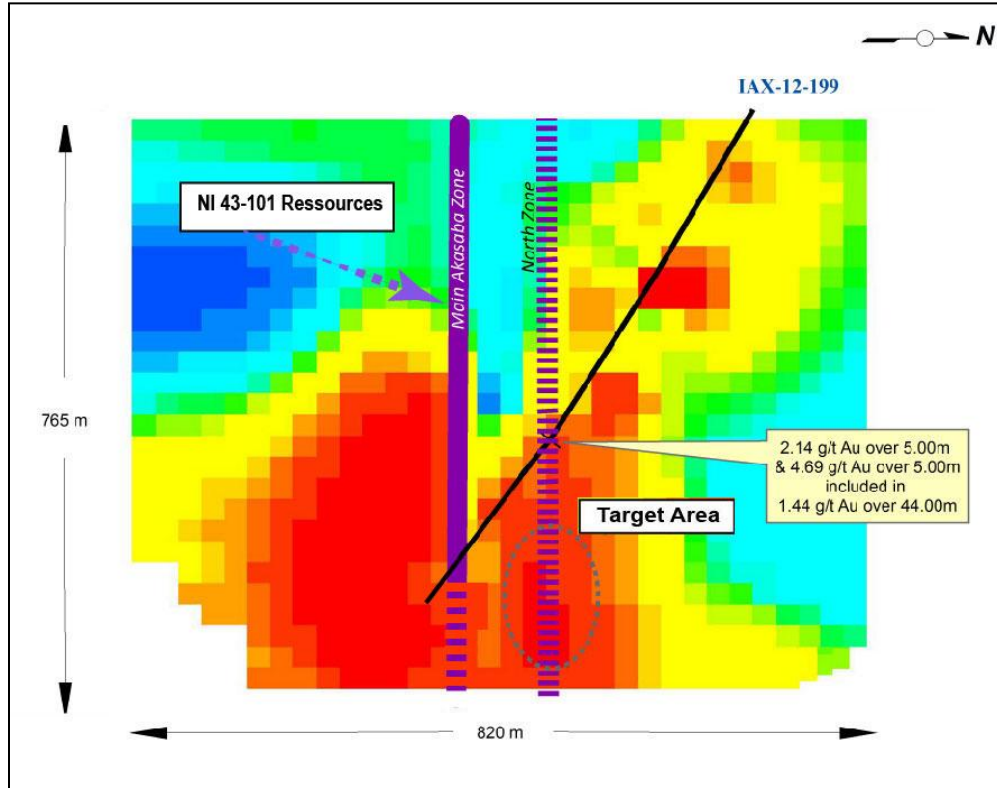 N
IAX-12-199
NI 43-101 Ressources
Main Akasaba Zone
North Zone
765 m
2.14 g/t Au over 5.00m
& 4.69 g/t Au over 5.00m
included in
1.44 g/t Au over 44.00m
Target Area
820 m